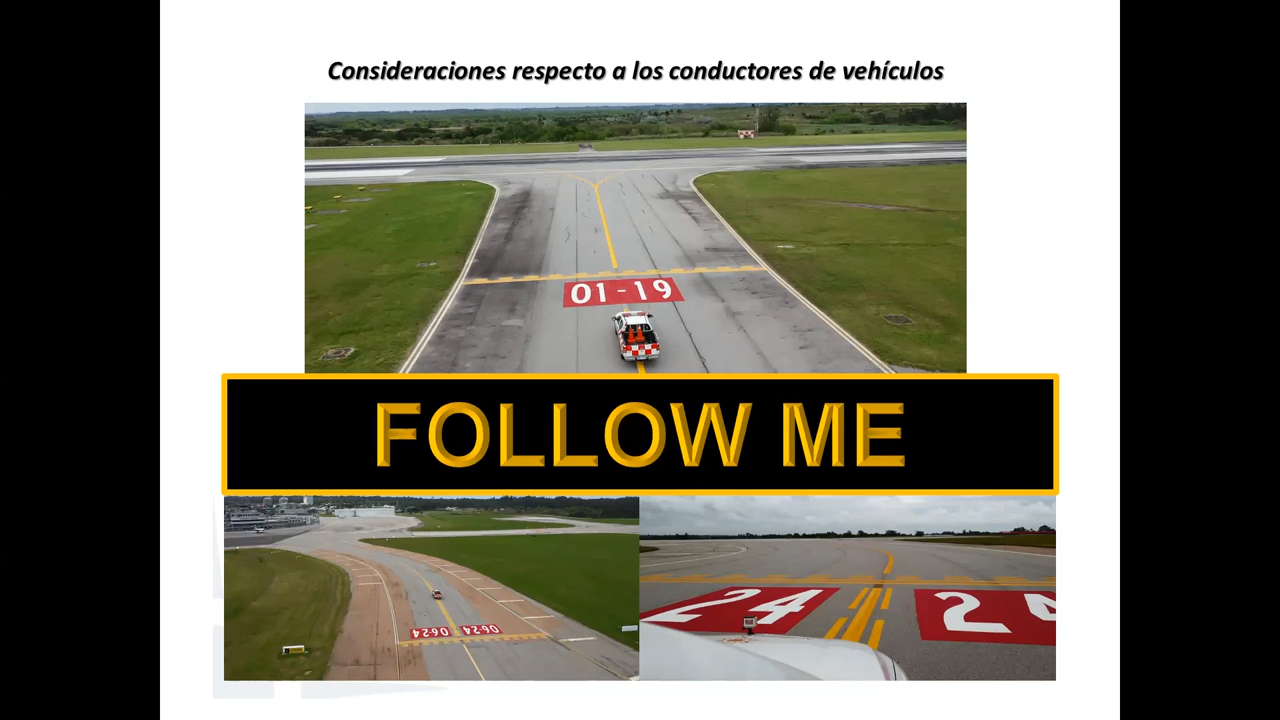 Consideraciones respecto a los conductores de vehículos
01-19
FOLLOW ME
06-24 06-24
24 24